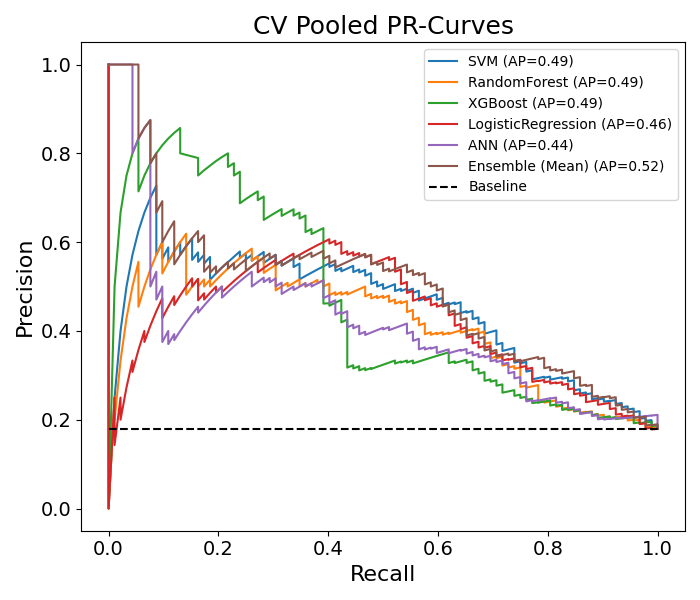 CV Pooled PR-Curves
SVM (AP=0.49)
RandomForest (AP=0.49)
XGBoost (AP=0.49)
LogisticRegression (AP=0.46)
ANN (AP=0.44)
Ensemble (Mean) (AP=0.52)
Baseline
Precision
1.0
0.8
0.6
0.4
0.2
0.0
0.0 0.2 0.4 0.6 0.8 1.0
Recall